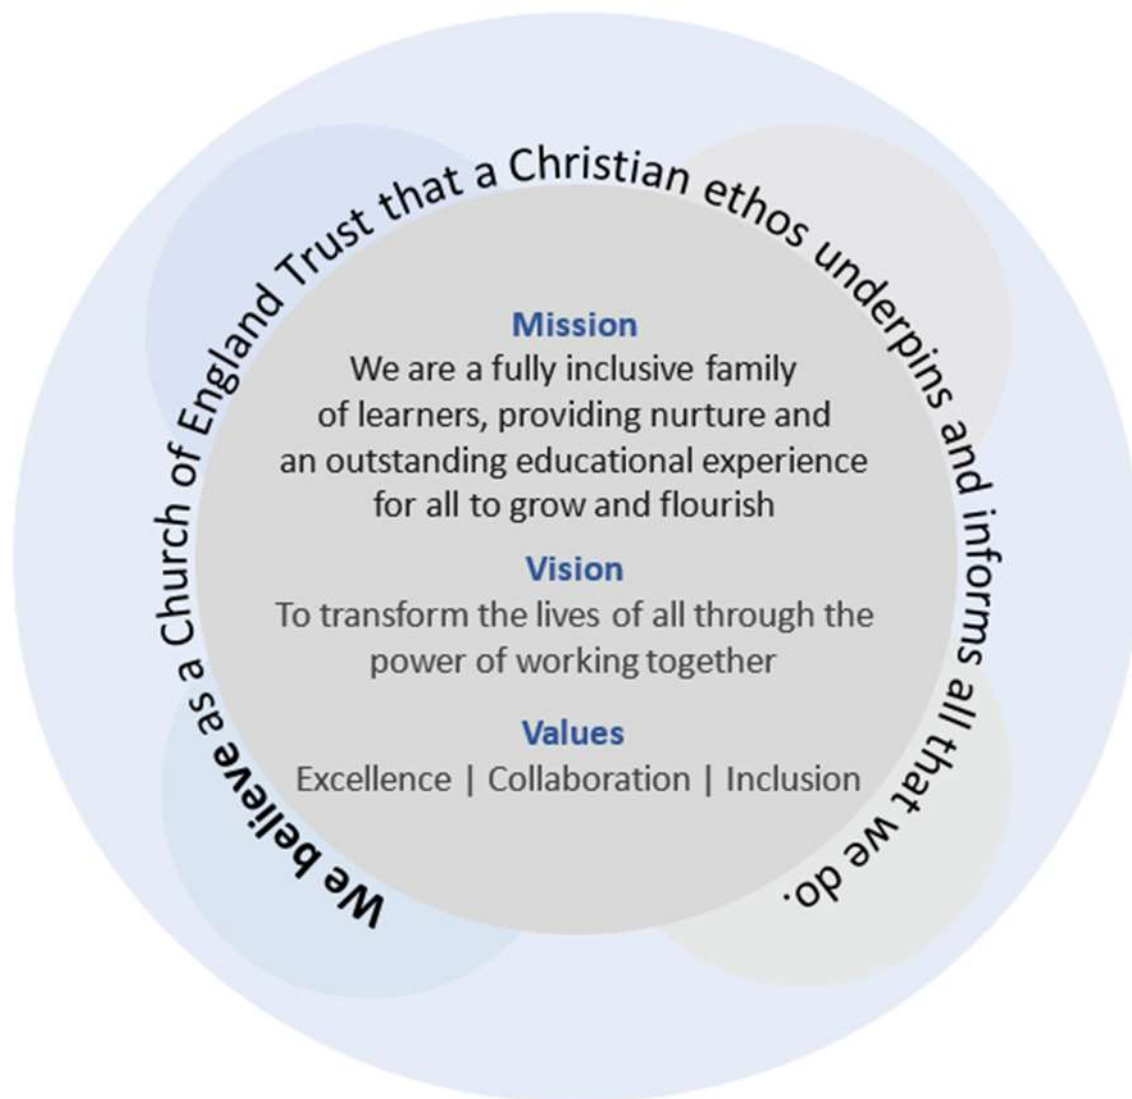 We believe as a Church of England Trust that a Christian ethos underpins and informs all that we do.
Mission
We are a fully inclusive family
of learners, providing nurture and
an outstanding educational experience
for all to grow and flourish
Vision
To transform the lives of all through the
power of working together
Values
Excellence | Collaboration | Inclusion